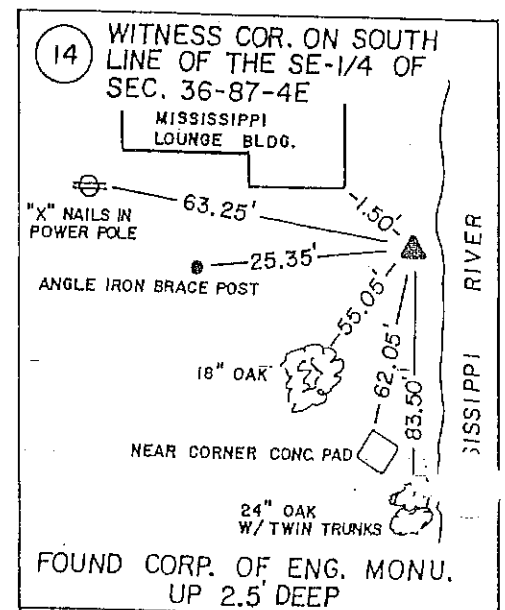 14
WITNESS COR. ON SOUTH
LINE OF THE SE-1/4 OF
SEC. 36-87-4E
MISSISSIPPI
LOUNGE BLDG.
"X" NAILS IN
POWER POLE
63.25'
-1.50'
25.35'
ANGLE IRON BRACE POST
55.05'
18" OAK
62.05'
83.50'
NEAR CORNER CONC. PAD
24" OAK
W/ TWIN TRUNKS
SISSIPPI RIVER
FOUND CORP. OF ENG. MONU.
UP 2.5' DEEP